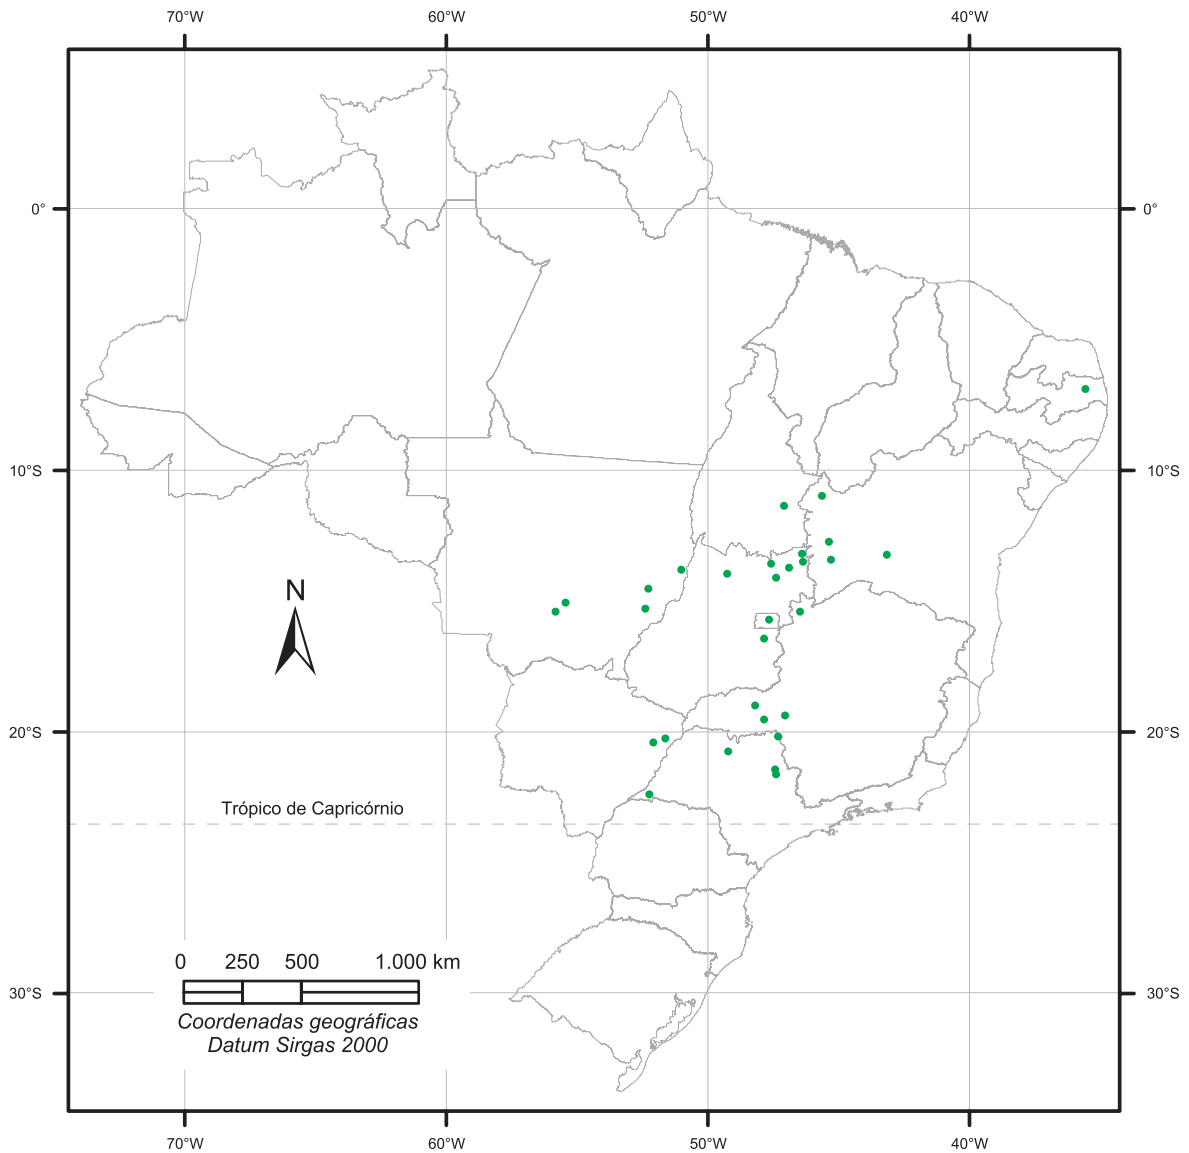 70°W 60°W 50°W 40°W
0° 0°
10°S 10°S
N
20°S 20°S
Trópico de Capricórnio
0 250 500 1.000 km
30°S 30°S
Coordenadas geográficas
Datum Sirgas 2000
70°W 60°W 50°W 40°W